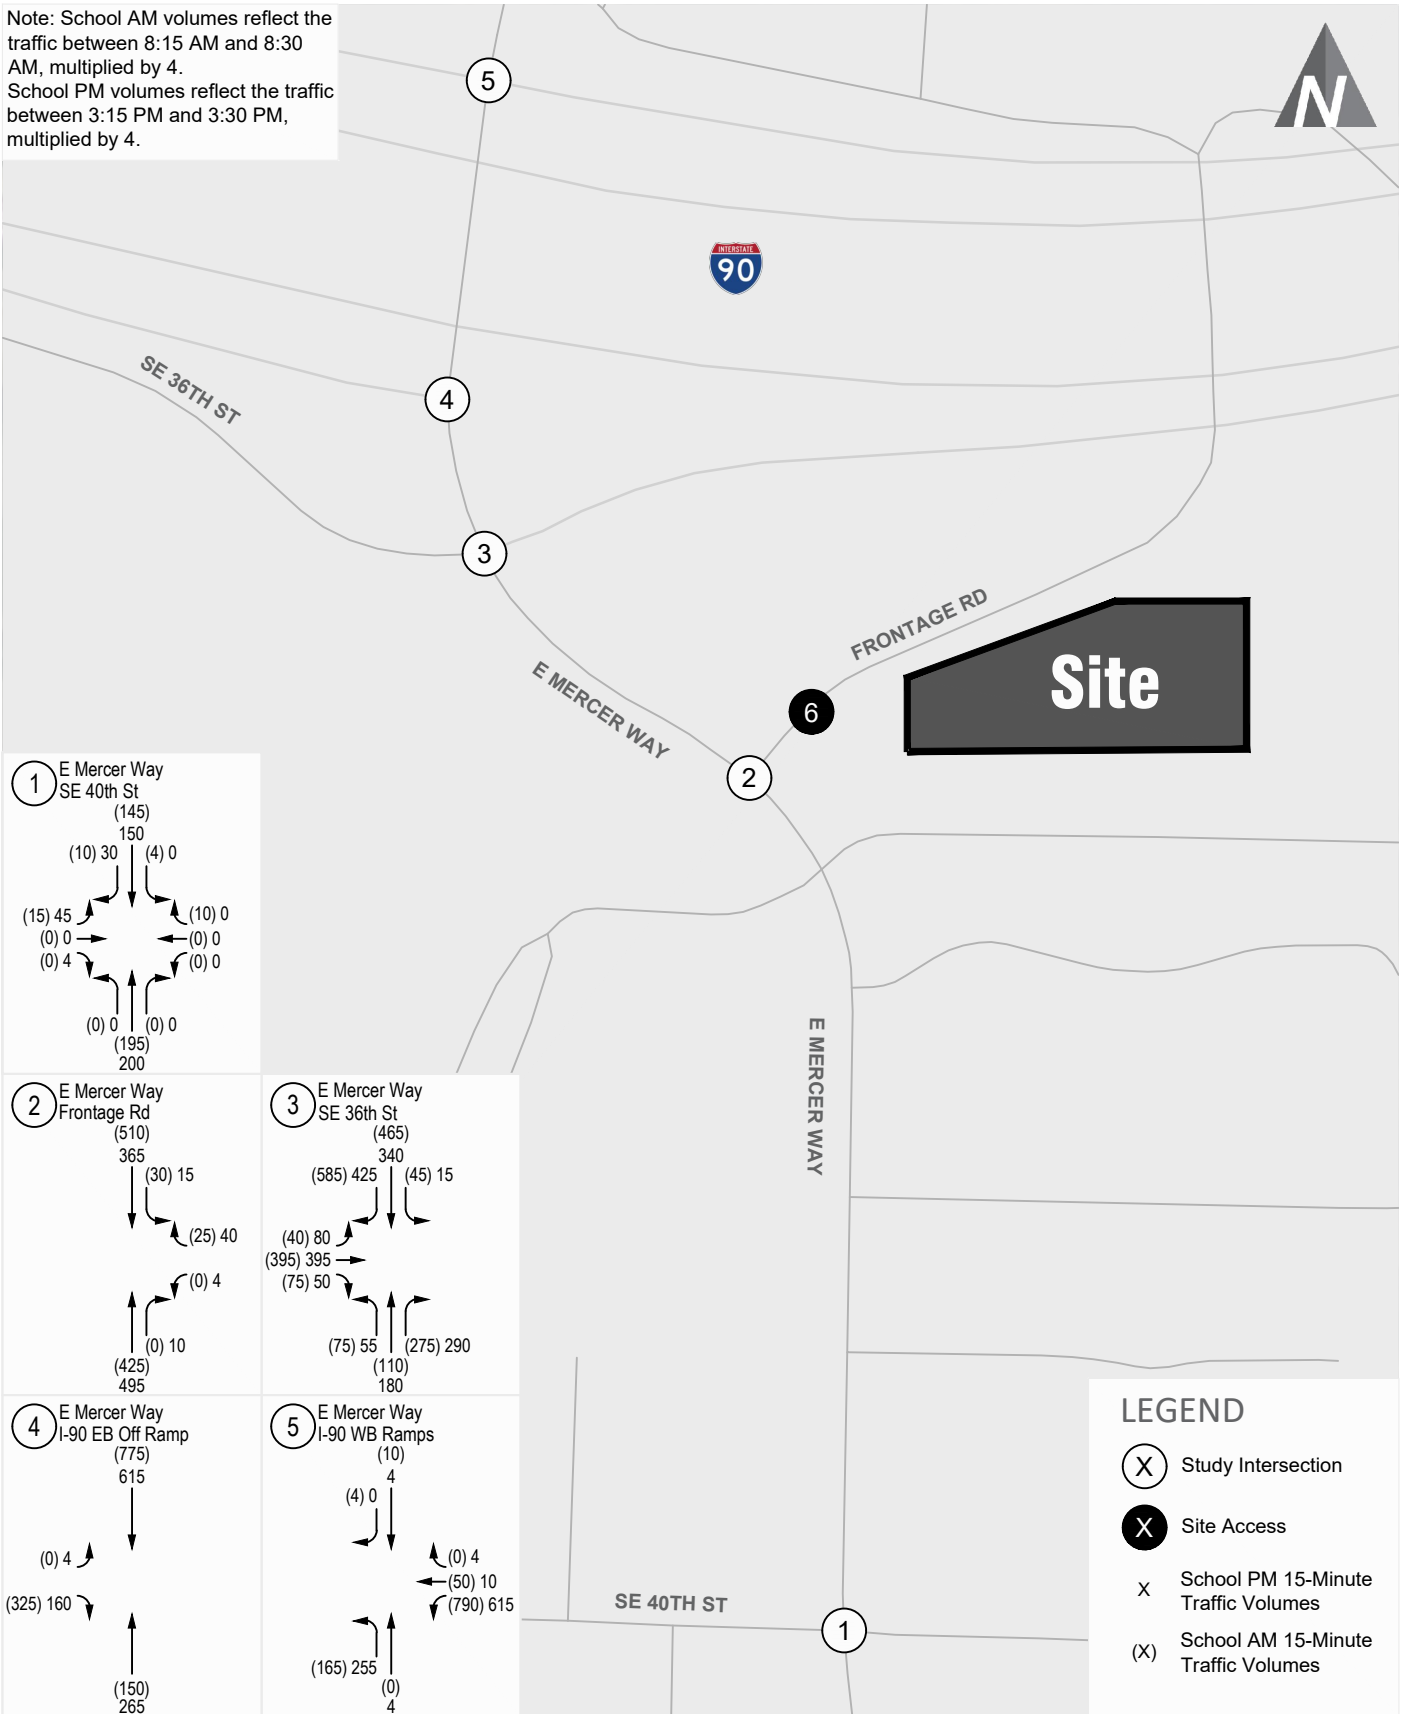 Note: School AM volumes reflect the
traffic between 8:15 AM and 8:30
AM, multiplied by 4.
School PM volumes reflect the traffic
between 3:15 PM and 3:30 PM,
multiplied by 4.
N
5
INTERSTATE
90
SE 36TH ST
4
3
FRONTAGE RD
Site
E MERCER WAY
6
2
E MERCER WAY
SE 40TH ST
1
1
E Mercer Way
SE 40th St
(145)
150
(10) 30
(4) 0
(15) 45
(10) 0
(0) 0
(0) 0
(0) 4
(0) 0
(0) 0
(0) 0
(195)
200
2
E Mercer Way
Frontage Rd
(510)
365
(30) 15
(25) 40
(0) 4
(0) 10
(425)
495
3
E Mercer Way
SE 36th St
(465)
340
(585) 425
(45) 15
(40) 80
(395) 395
(75) 50
(75) 55
(275) 290
(110)
180
4
E Mercer Way
I-90 EB Off Ramp
(775)
615
(0) 4
(325) 160
(150)
265
5
E Mercer Way
I-90 WB Ramps
(10)
4
(4) 0
(0) 4
(50) 10
(790) 615
(165) 255
(0)
4
LEGEND
X Study Intersection
X Site Access
X School PM 15-Minute
Traffic Volumes
(X) School AM 15-Minute
Traffic Volumes